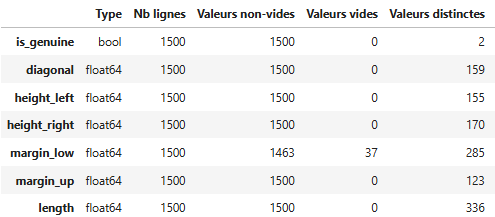 Type Nb lignes Valeurs non-vides Valeurs vides Valeurs distinctes
is_genuine bool 1500 1500 0 2
diagonal float64 1500 1500 0 159
height_left float64 1500 1500 0 155
height_right float64 1500 1500 0 170
margin_low float64 1500 1463 37 285
margin_up float64 1500 1500 0 123
length float64 1500 1500 0 336